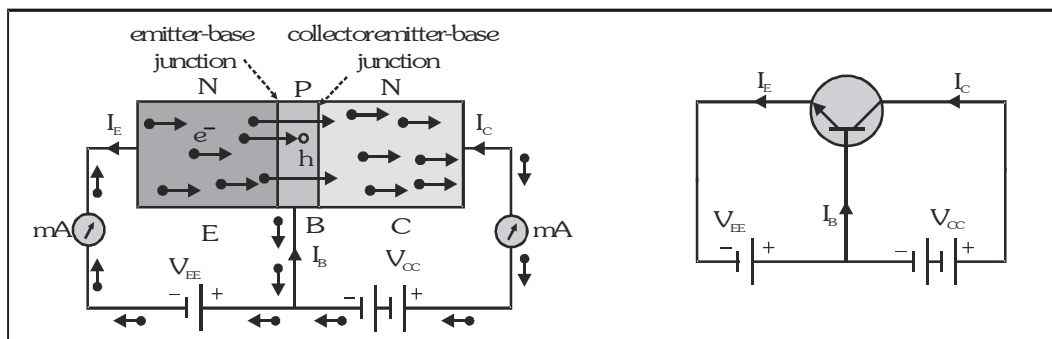 emitter-base collectoremitter-base
junction junction
N P N
I_E e⁻ h I_C
mA E B C mA
I_B
V_EE V_CC
− + − +
I_E I_C
I_B
V_EE V_CC
− + − +